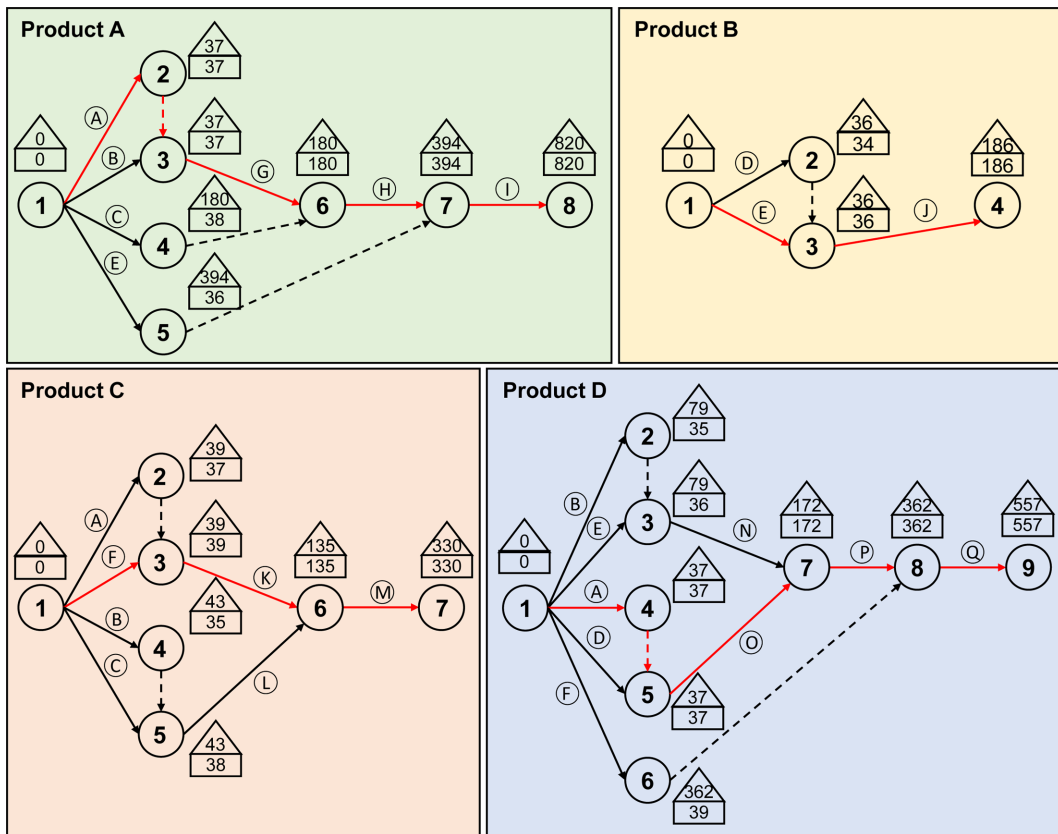 Product A
37
37
2
A
0
0
37
37
180
180
394
394
820
820
B
3
G
1
C
180
38
6
H
7
I
8
4
E
394
36
5
Product B
36
34
0
0
186
186
D
2
1
E
36
36
J
4
3
Product C
39
37
2
A
0
0
39
39
135
135
330
330
F
3
K
1
43
35
6
M
7
B
4
C
L
5
43
38
Product D
79
35
2
B
79
36
172
172
362
362
557
557
0
0
E
3
N
37
37
7
P
8
Q
9
1
A
4
D
O
5
37
37
F
6
362
39